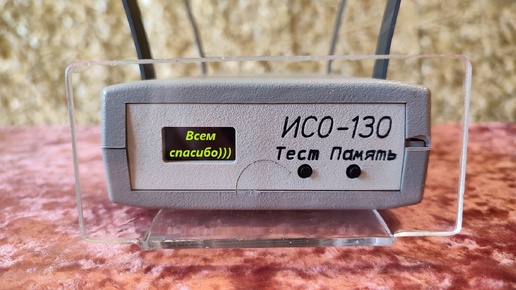 Всем
спасибо)))
ИСО-130
Тест Память